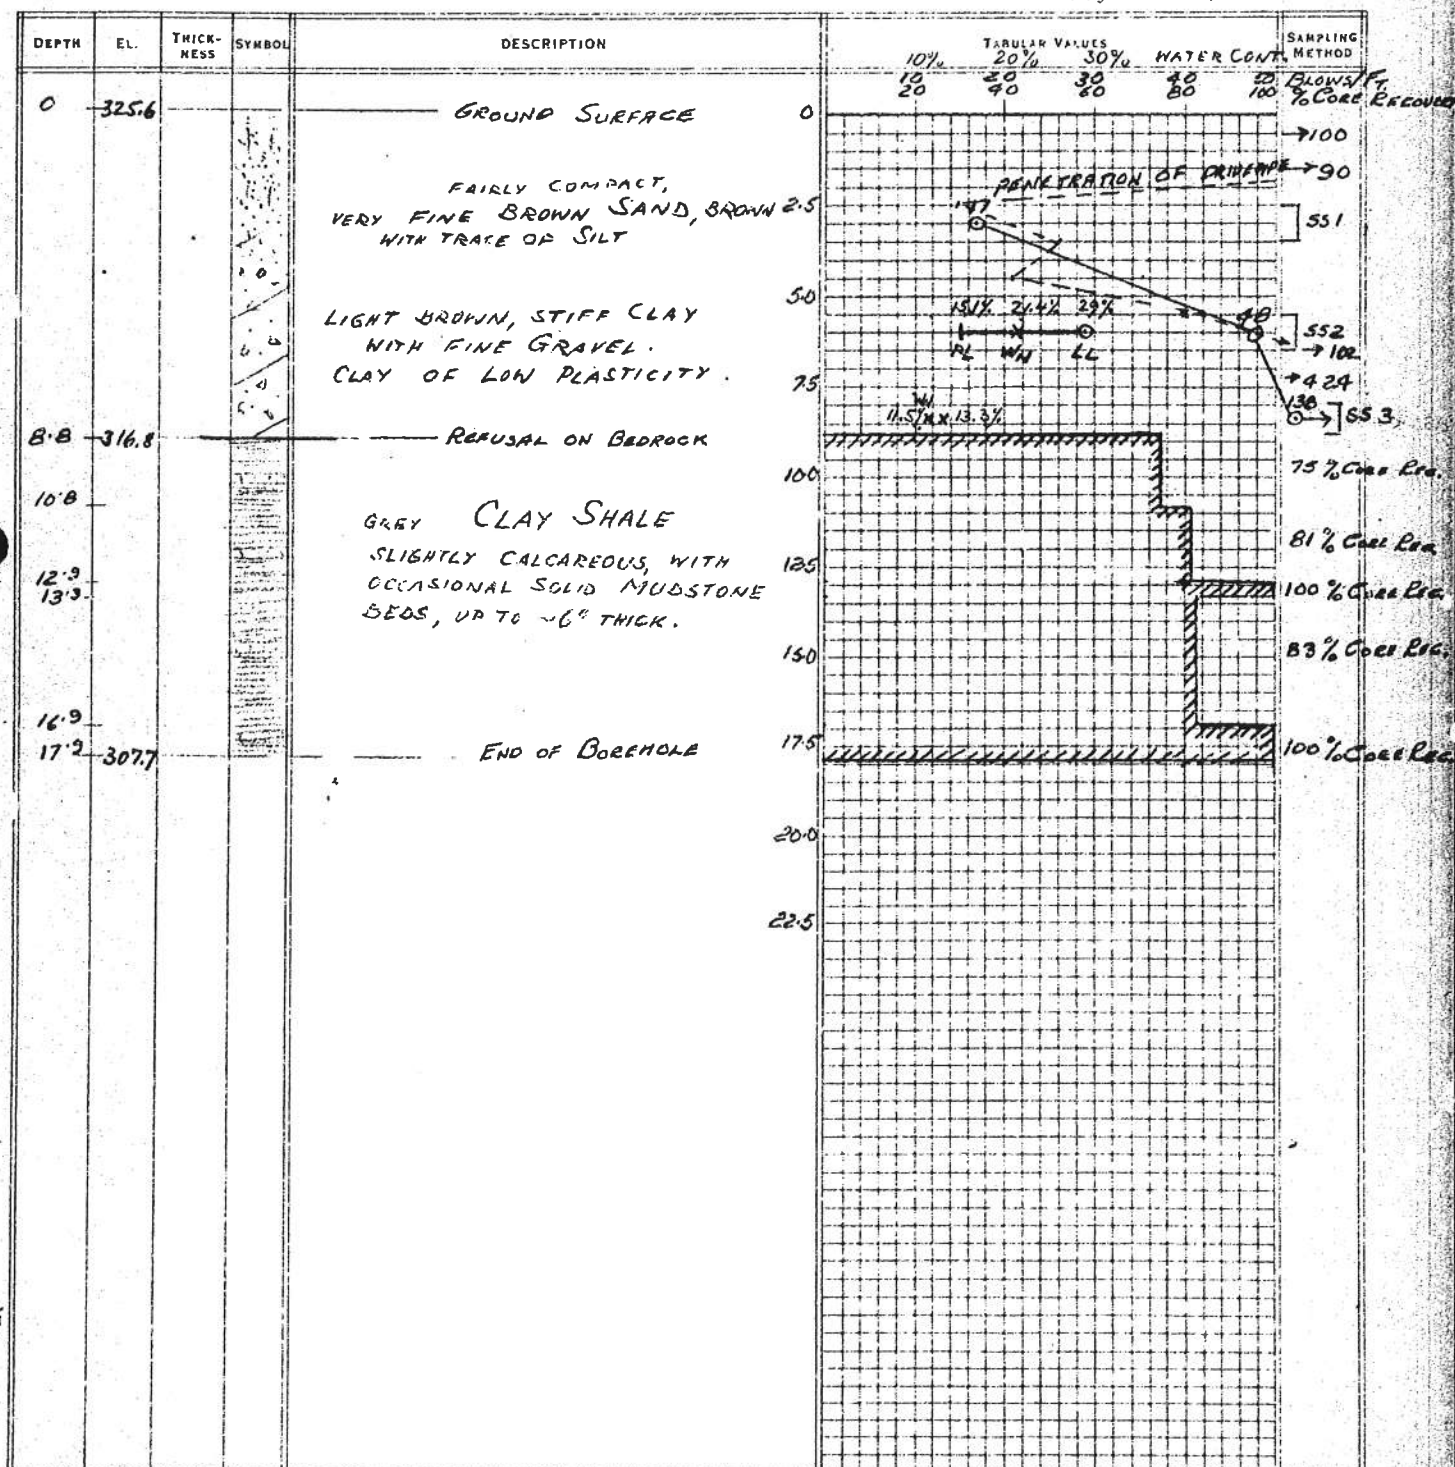 DEPTH EL. THICK-NESS SYMBOL DESCRIPTION TABULAR VALUES SAMPLING METHOD
10% 20% 30% WATER CONT.
10 20 30 40 50 BLOWS/FT.
20 40 60 80 100 % CORE RECOVERED
0 325.6 GROUND SURFACE 0
→100
PENETRATION OF DRIVEPIPE →90
FAIRLY COMPACT,
VERY FINE BROWN SAND, BROWN 2.5
WITH TRACE OF SILT
17 SS1
5.0
LIGHT BROWN, STIFF CLAY
WITH FINE GRAVEL.
CLAY OF LOW PLASTICITY.
15.1% 21.4% 29% 48 SS2
PL WN LL →102
7.5 →424
138 SS3
WN
11.5% XX 13.3%
8.8 316.8 REFUSAL ON BEDROCK
10.0 75% CORE REC.
10.8
GREY CLAY SHALE
SLIGHTLY CALCAREOUS, WITH
OCCASIONAL SOLID MUDSTONE
BEDS, UP TO ~6" THICK.
81% CORE REC.
12.5
12.9
13.3 100% CORE REC.
15.0 83% CORE REC.
16.9
17.9 307.7 END OF BOREHOLE 17.5 100% CORE REC.
20.0
22.5